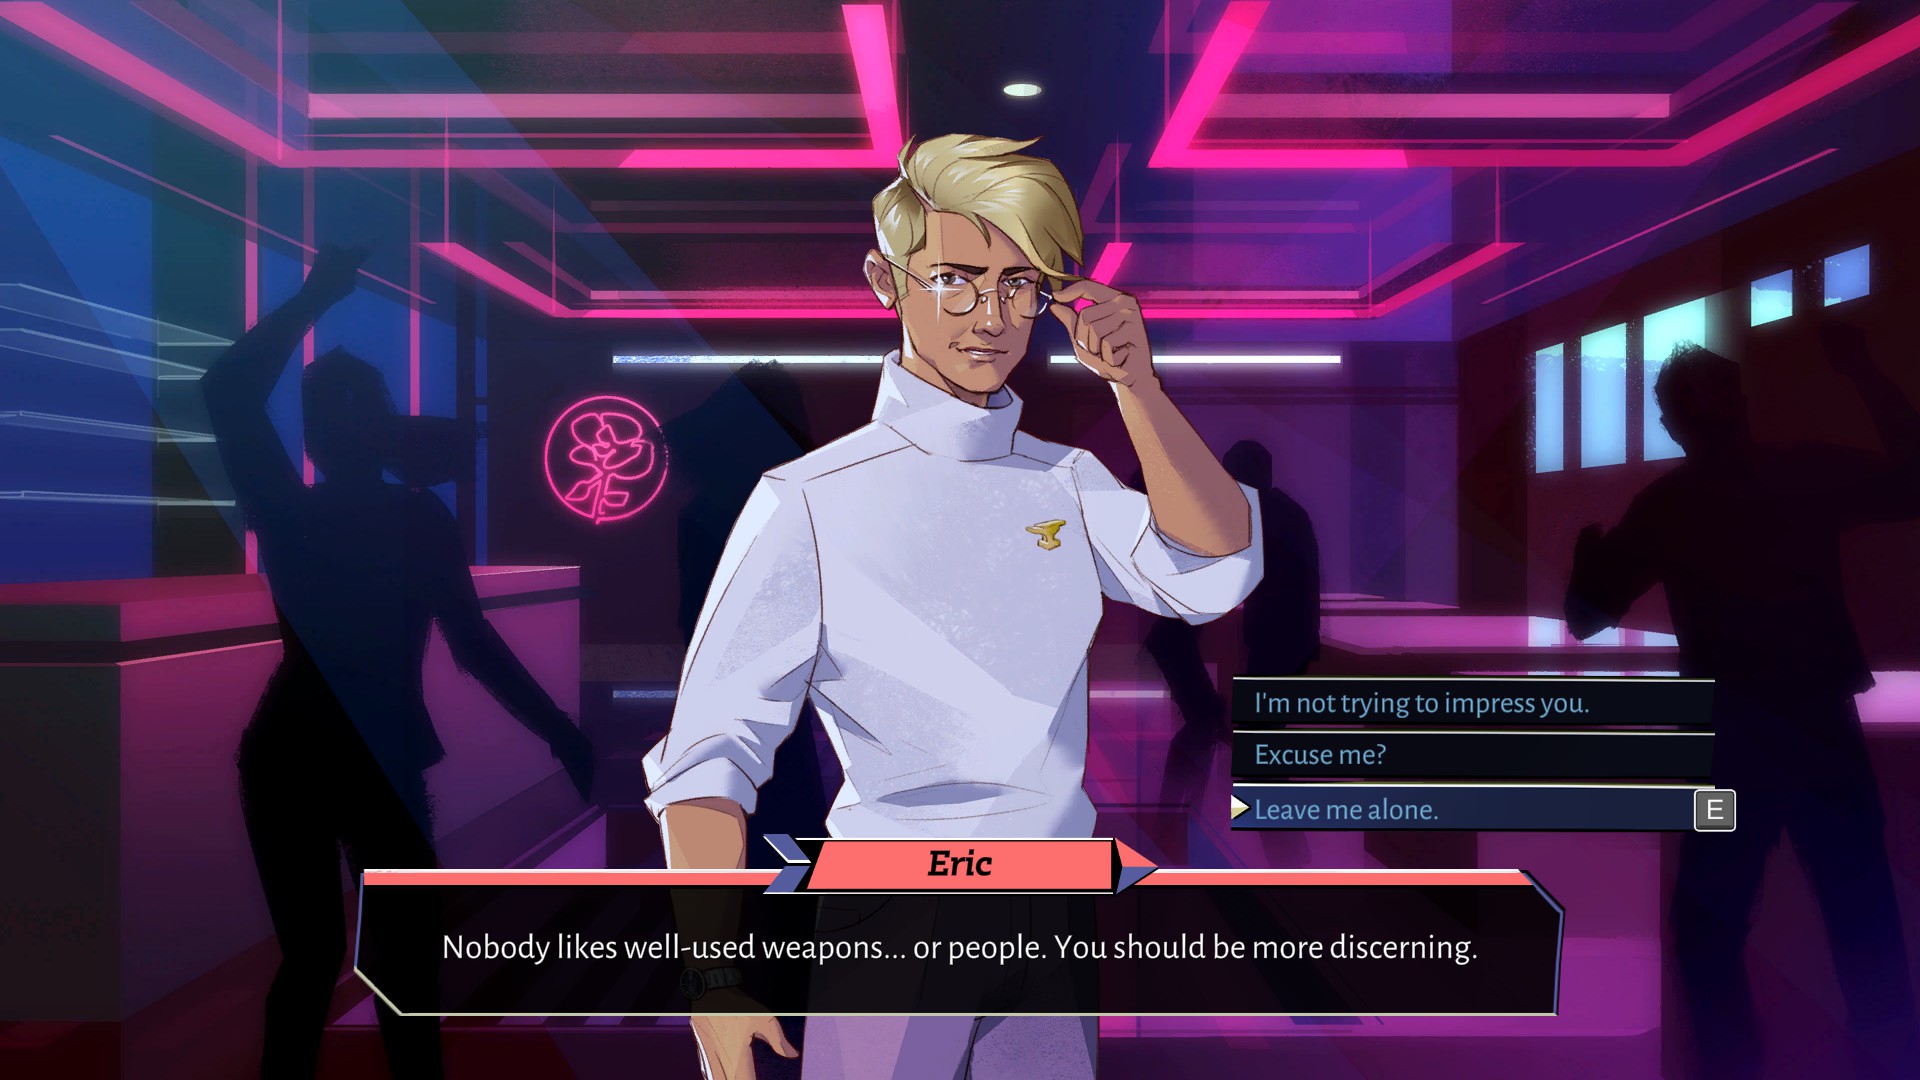 I'm not trying to impress you.
Excuse me?
Leave me alone.
E
Eric
Nobody likes well-used weapons... or people. You should be more discerning.